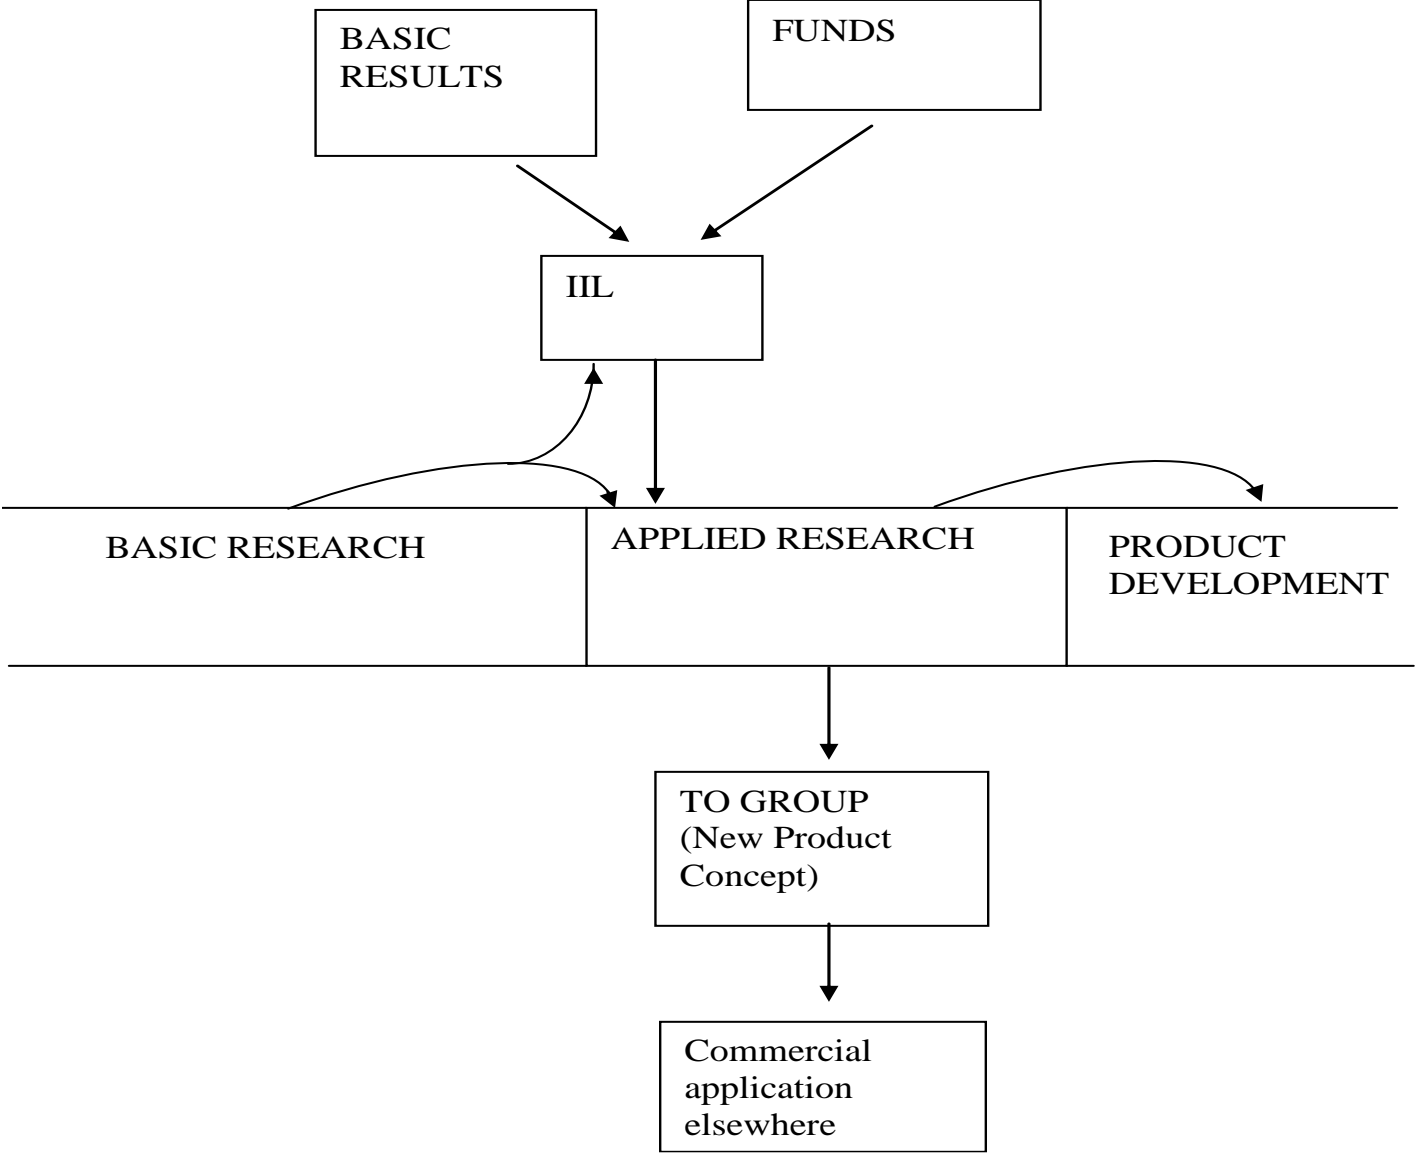 BASIC
RESULTS
FUNDS
IIL
BASIC RESEARCH
APPLIED RESEARCH
PRODUCT
DEVELOPMENT
TO GROUP
(New Product
Concept)
Commercial
application
elsewhere